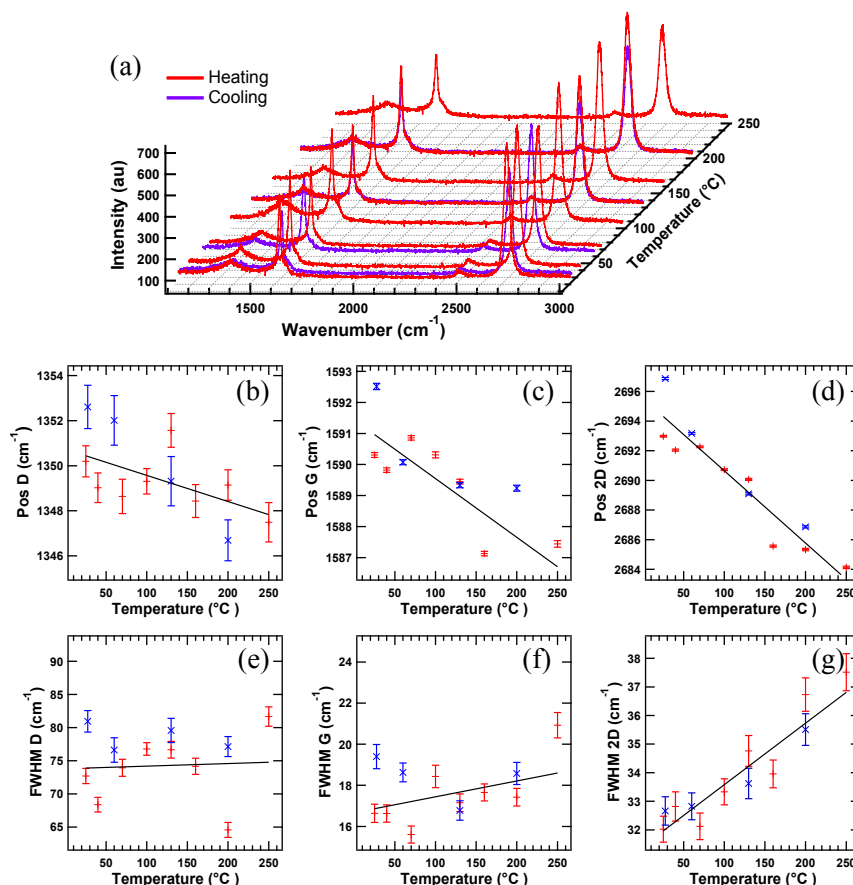 (a)
Heating
Cooling
Intensity (au)
700
600
500
400
300
200
100
1500
2000
2500
3000
Wavenumber (cm-1)
50
100
150
200
250
Temperature (°C)
(b)
Pos D (cm-1)
1354
1352
1350
1348
1346
50 100 150 200 250
Temperature (°C)
(c)
Pos G (cm-1)
1593
1592
1591
1590
1589
1588
1587
50 100 150 200 250
Temperature (°C)
(d)
Pos 2D (cm-1)
2696
2694
2692
2690
2688
2686
2684
50 100 150 200 250
Temperature (°C)
(e)
FWHM D (cm-1)
90
85
80
75
70
65
50 100 150 200 250
Temperature (°C)
(f)
FWHM G (cm-1)
24
22
20
18
16
50 100 150 200 250
Temperature (°C)
(g)
FWHM 2D (cm-1)
38
37
36
35
34
33
32
50 100 150 200 250
Temperature (°C)